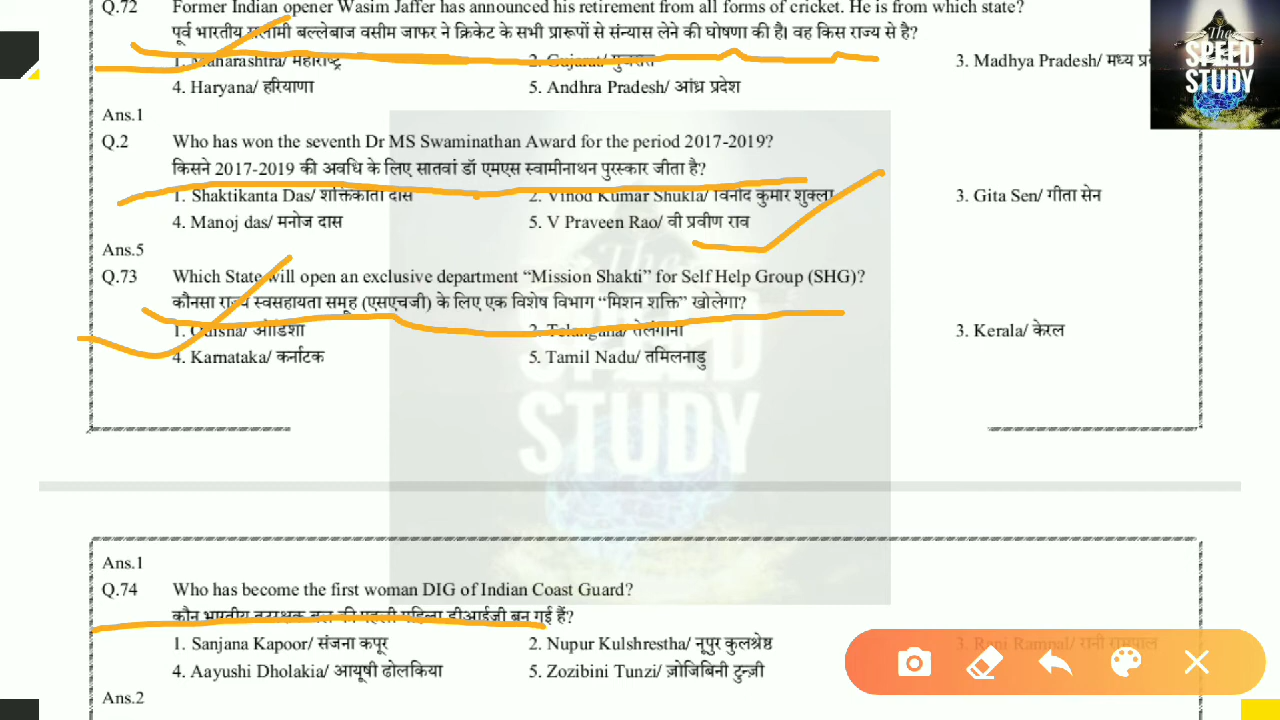 Q.72 Former Indian opener Wasim Jaffer has announced his retirement from all forms of cricket. He is from which state?
पूर्व भारतीय सलामी बल्लेबाज वसीम जाफर ने क्रिकेट के सभी प्रारूपों से संन्यास लेने की घोषणा की है। वह किस राज्य से है?
1. Maharashtra/ महाराष्ट्र 2. Gujarat/ गुजरात 3. Madhya Pradesh/ मध्य
4. Haryana/ हरियाणा 5. Andhra Pradesh/ आंध्र प्रदेश
Ans.1
Q.2 Who has won the seventh Dr MS Swaminathan Award for the period 2017-2019?
किसने 2017-2019 की अवधि के लिए सातवां डॉ एमएस स्वामीनाथन पुरस्कार जीता है?
1. Shaktikanta Das/ शक्तिकांता दास 2. Vinod Kumar Shukla/ विनोद कुमार शुक्ला 3. Gita Sen/ गीता सेन
4. Manoj das/ मनोज दास 5. V Praveen Rao/ वी प्रवीण राव
Ans.5
Q.73 Which State will open an exclusive department “Mission Shakti” for Self Help Group (SHG)?
कौनसा राज्य स्वसहायता समूह (एसएचजी) के लिए एक विशेष विभाग “मिशन शक्ति” खोलेगा?
1. Odisha/ ओडिशा 2. Telangana/ तेलंगाना 3. Kerala/ केरल
4. Karnataka/ कर्नाटक 5. Tamil Nadu/ तमिलनाडु
Ans.1
Q.74 Who has become the first woman DIG of Indian Coast Guard?
कौन भारतीय तटरक्षक बल की पहली महिला डीआईजी बन गई हैं?
1. Sanjana Kapoor/ संजना कपूर 2. Nupur Kulshrestha/ नूपुर कुलश्रेष्ठ 3. Rani Rampal/ रानी रामपाल
4. Aayushi Dholakia/ आयूषी ढोलकिया 5. Zozibini Tunzi/ ज़ोजिबिनी टुन्ज़ी
Ans.2
The
SPEED
STUDY
The
SPEED
STUDY